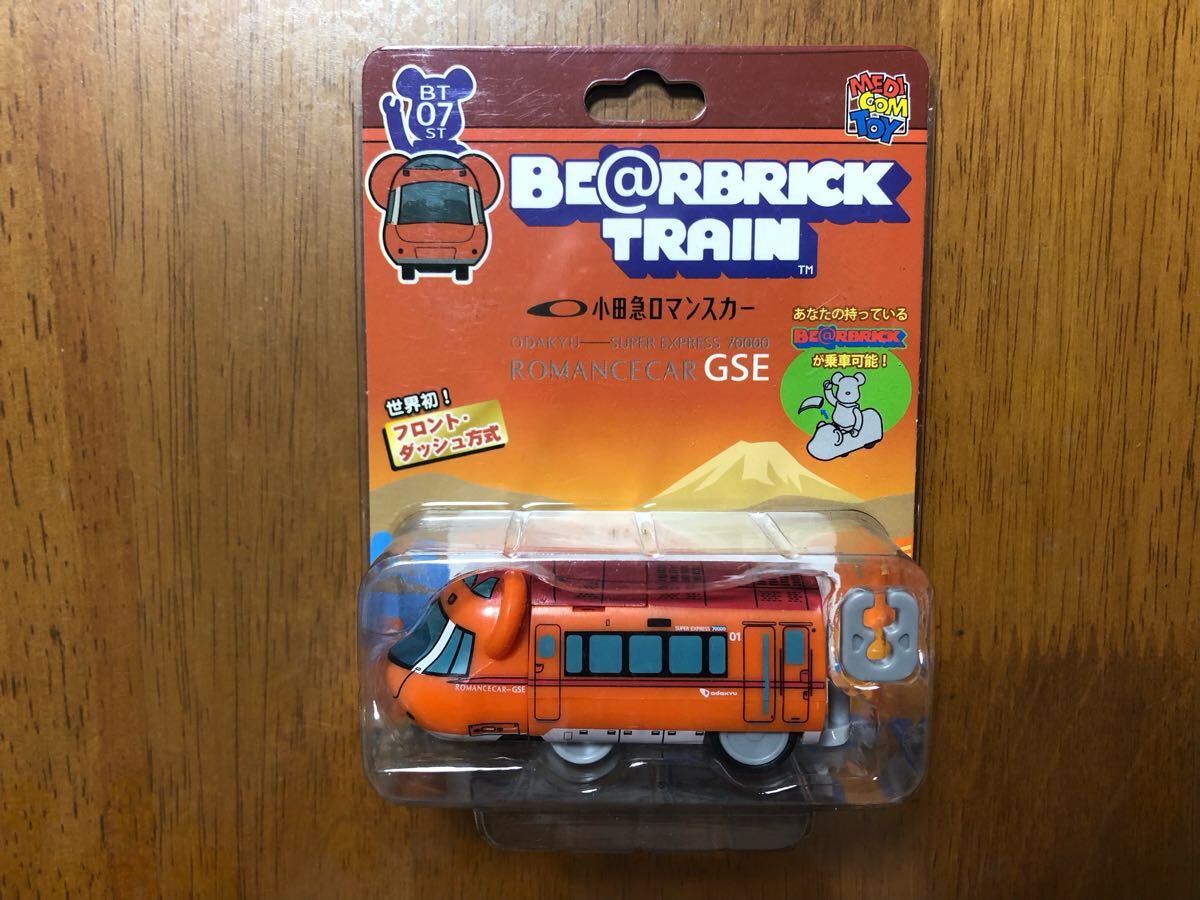 BT
07
ST
MEDI
COM
TOY
BE@RBRICK
TRAIN™
小田急ロマンスカー
ODAKYU——SUPER EXPRESS 70000
ROMANCECAR GSE
あなたの持っている
BE@RBRICK
が乗車可能！
世界初！
フロント・
ダッシュ方式
SUPER EXPRESS 70000
01
ROMANCECAR-GSE
odakyu